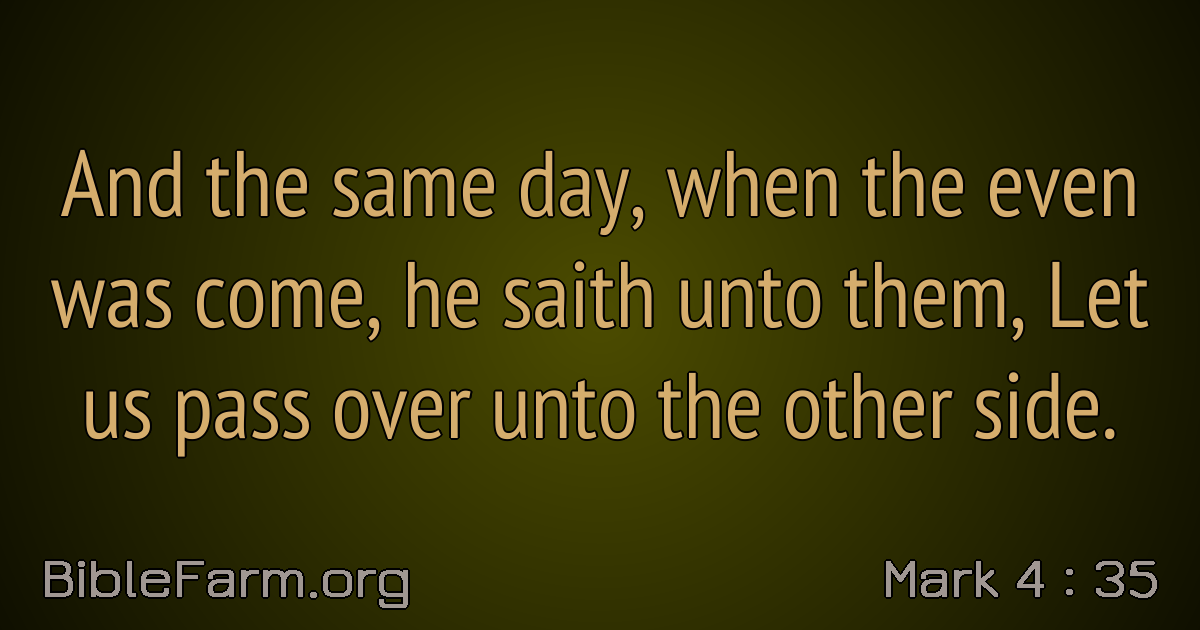 And the same day, when the even
was come, he saith unto them, Let
us pass over unto the other side.
BibleFarm.org
Mark 4 : 35